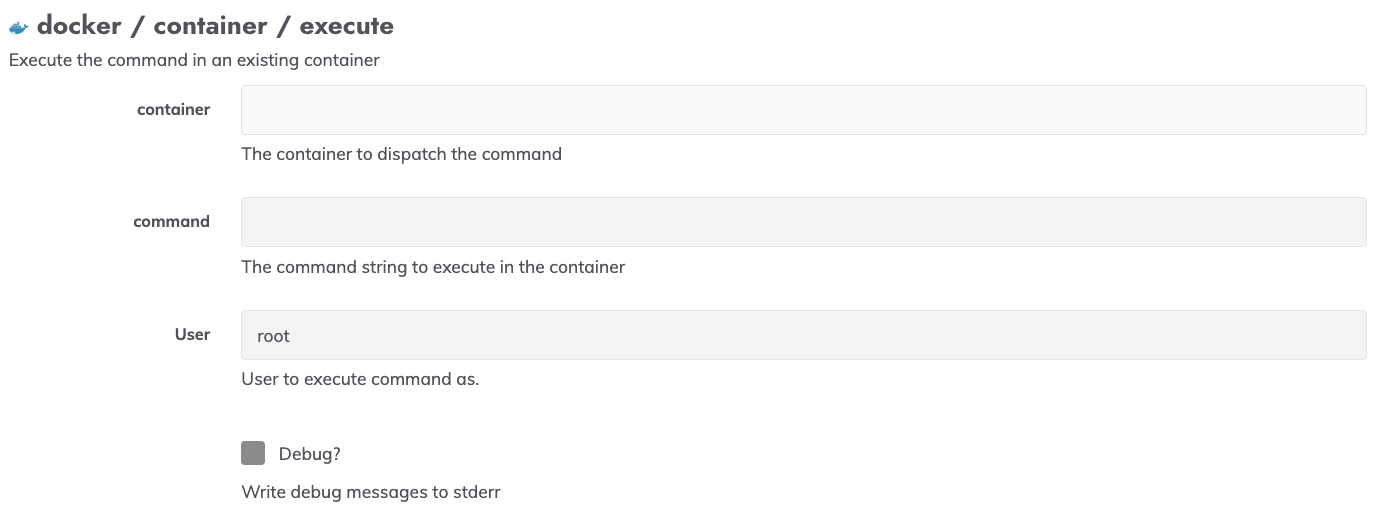 docker / container / execute
Execute the command in an existing container
container
The container to dispatch the command
command
The command string to execute in the container
User
root
User to execute command as.
Debug?
Write debug messages to stderr